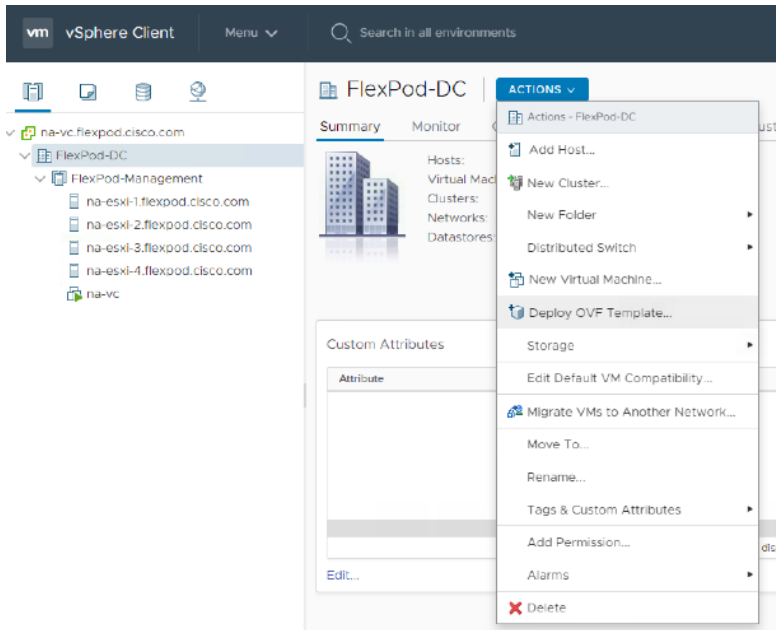 vm vSphere Client Menu Search in all environments
FlexPod-DC ACTIONS
na-vc.flexpod.cisco.com
FlexPod-DC
FlexPod-Management
na-esxi-1.flexpod.cisco.com
na-esxi-2.flexpod.cisco.com
na-esxi-3.flexpod.cisco.com
na-esxi-4.flexpod.cisco.com
na-vc
Summary Monitor
Hosts:
Virtual Mac
Clusters:
Networks:
Datastores:
Custom Attributes
Attribute
Edit...
Actions - FlexPod-DC
Add Host...
New Cluster...
New Folder
Distributed Switch
New Virtual Machine...
Deploy OVF Template...
Storage
Edit Default VM Compatibility...
Migrate VMs to Another Network...
Move To...
Rename...
Tags & Custom Attributes
Add Permission...
Alarms
Delete